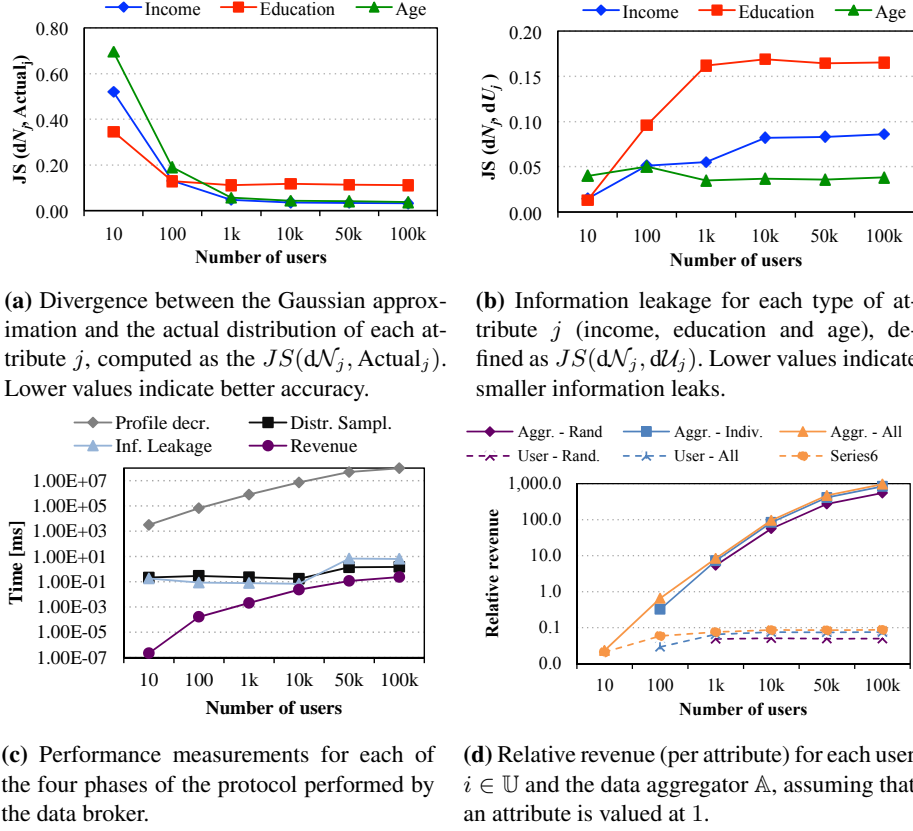 Income Education Age
0.80
0.60
0.40
0.20
0.00
JS (dNj, Actualj)
10 100 1k 10k 50k 100k
Number of users
(a) Divergence between the Gaussian approx-
imation and the actual distribution of each at-
tribute j, computed as the JS(d𝒩j, Actualj).
Lower values indicate better accuracy.
Income Education Age
0.20
0.15
0.10
0.05
0.00
JS (dNj, dUj)
10 100 1k 10k 50k 100k
Number of users
(b) Information leakage for each type of at-
tribute j (income, education and age), de-
fined as JS(d𝒩j, d𝒰j). Lower values indicate
smaller information leaks.
Profile decr. Distr. Sampl.
Inf. Leakage Revenue
1.00E+07
1.00E+05
1.00E+03
1.00E+01
1.00E-01
1.00E-03
1.00E-05
1.00E-07
Time [ms]
10 100 1k 10k 50k 100k
Number of users
(c) Performance measurements for each of
the four phases of the protocol performed by
the data broker.
Aggr. - Rand Aggr. - Indiv. Aggr. - All
User - Rand. User - All Series6
1,000.0
100.0
10.0
1.0
0.1
0.0
Relative revenue
10 100 1k 10k 50k 100k
Number of users
(d) Relative revenue (per attribute) for each user
i ∈ 𝕌 and the data aggregator 𝔸, assuming that
an attribute is valued at 1.